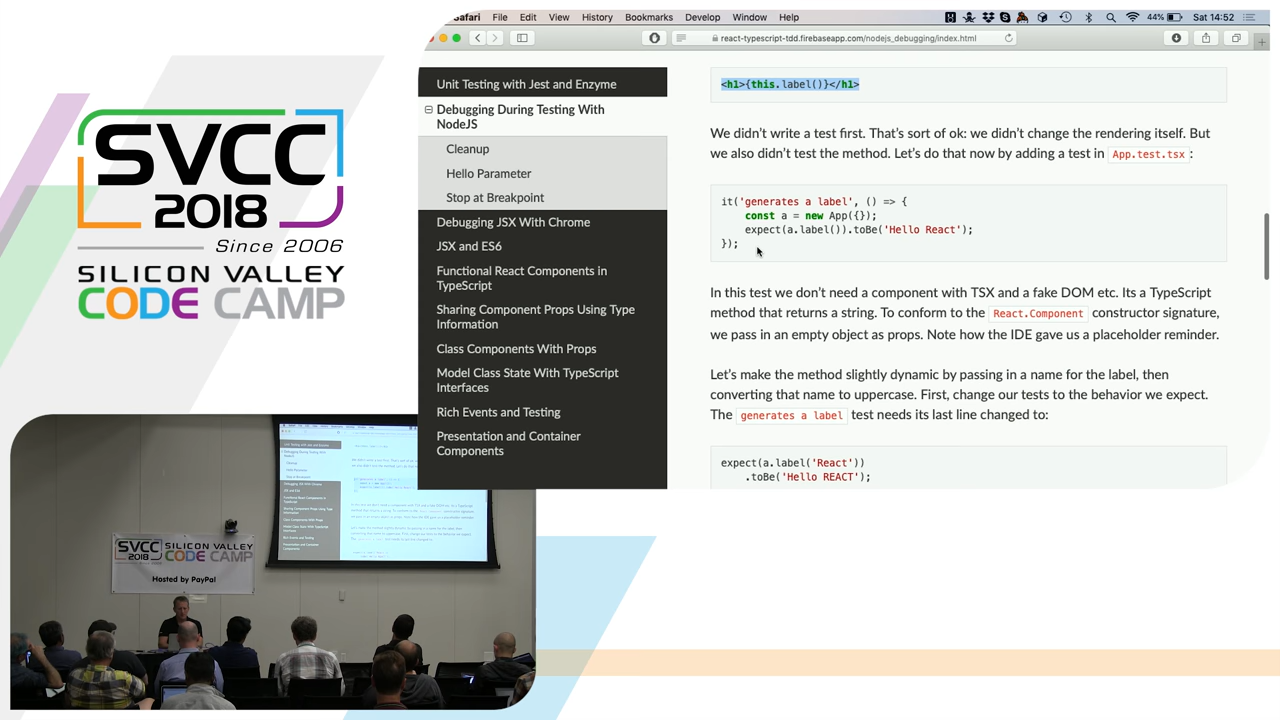 SVCC
2018
Since 2006
SILICON VALLEY
CODE CAMP
File Edit View History Bookmarks Develop Window Help
44%
Sat 14:52
react-typescript-tdd.firebaseapp.com/nodejs_debugging/index.html
Unit Testing with Jest and Enzyme
Debugging During Testing With
NodeJS
Cleanup
Hello Parameter
Stop at Breakpoint
Debugging JSX With Chrome
JSX and ES6
Functional React Components in
TypeScript
Sharing Component Props Using Type
Information
Class Components With Props
Model Class State With TypeScript
Interfaces
Rich Events and Testing
Presentation and Container
Components
<h1>{this.label()}</h1>
We didn't write a test first. That's sort of ok: we didn't change the rendering itself. But
we also didn't test the method. Let's do that now by adding a test in App.test.tsx :
it('generates a label', () => {
const a = new App({});
expect(a.label()).toBe('Hello React');
});
In this test we don't need a component with TSX and a fake DOM etc. Its a TypeScript
method that returns a string. To conform to the React.Component constructor signature,
we pass in an empty object as props. Note how the IDE gave us a placeholder reminder.
Let's make the method slightly dynamic by passing in a name for the label, then
converting that name to uppercase. First, change our tests to the behavior we expect.
The generates a label test needs its last line changed to:
expect(a.label('React'))
.toBe('Hello REACT');
SVCC SILICON VALLEY
2018 CODE CAMP
Hosted by PayPal